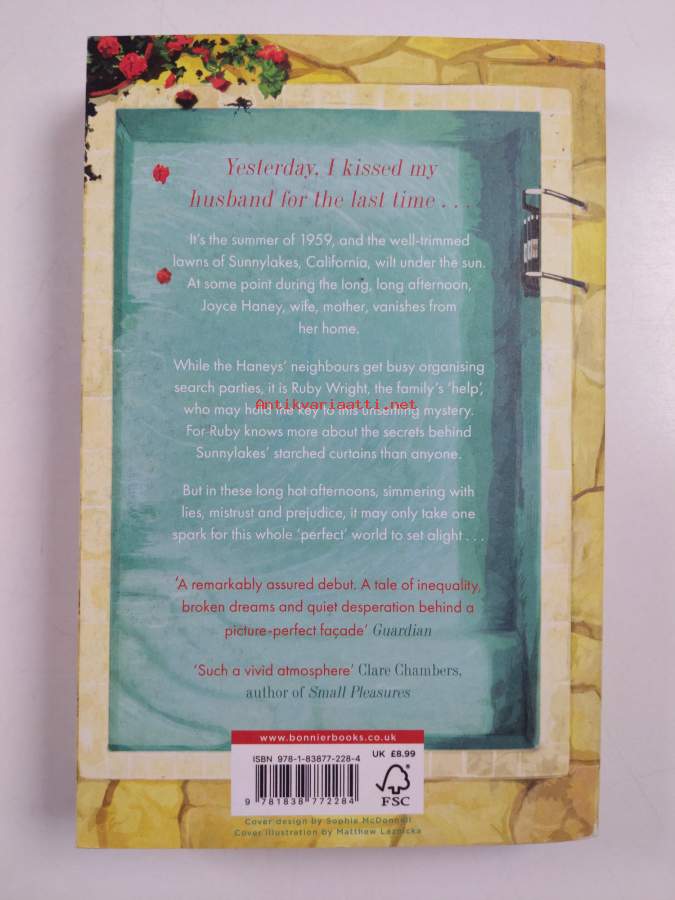 Yesterday, I kissed my
husband for the last time . . .
It's the summer of 1959, and the well-trimmed
lawns of Sunnylakes, California, wilt under the sun.
At some point during the long, long afternoon,
Joyce Haney, wife, mother, vanishes from
her home.
While the Haneys' neighbours get busy organising
search parties, it is Ruby Wright, the family's 'help',
Antikvariaatti.net
who may hold the key to this unsettling mystery.
For Ruby knows more about the secrets behind
Sunnylakes' starched curtains than anyone.
But in these long hot afternoons, simmering with
lies, mistrust and prejudice, it may only take one
spark for this whole 'perfect' world to set alight . . .
'A remarkably assured debut. A tale of inequality,
broken dreams and quiet desperation behind a
picture-perfect façade' Guardian
'Such a vivid atmosphere' Clare Chambers,
author of Small Pleasures
www.bonnierbooks.co.uk
ISBN 978-1-83877-228-4 UK £8.99
9 781838 772284
FSC
Cover design by Sophie McDonnell
Cover illustration by Matthew Laznicka